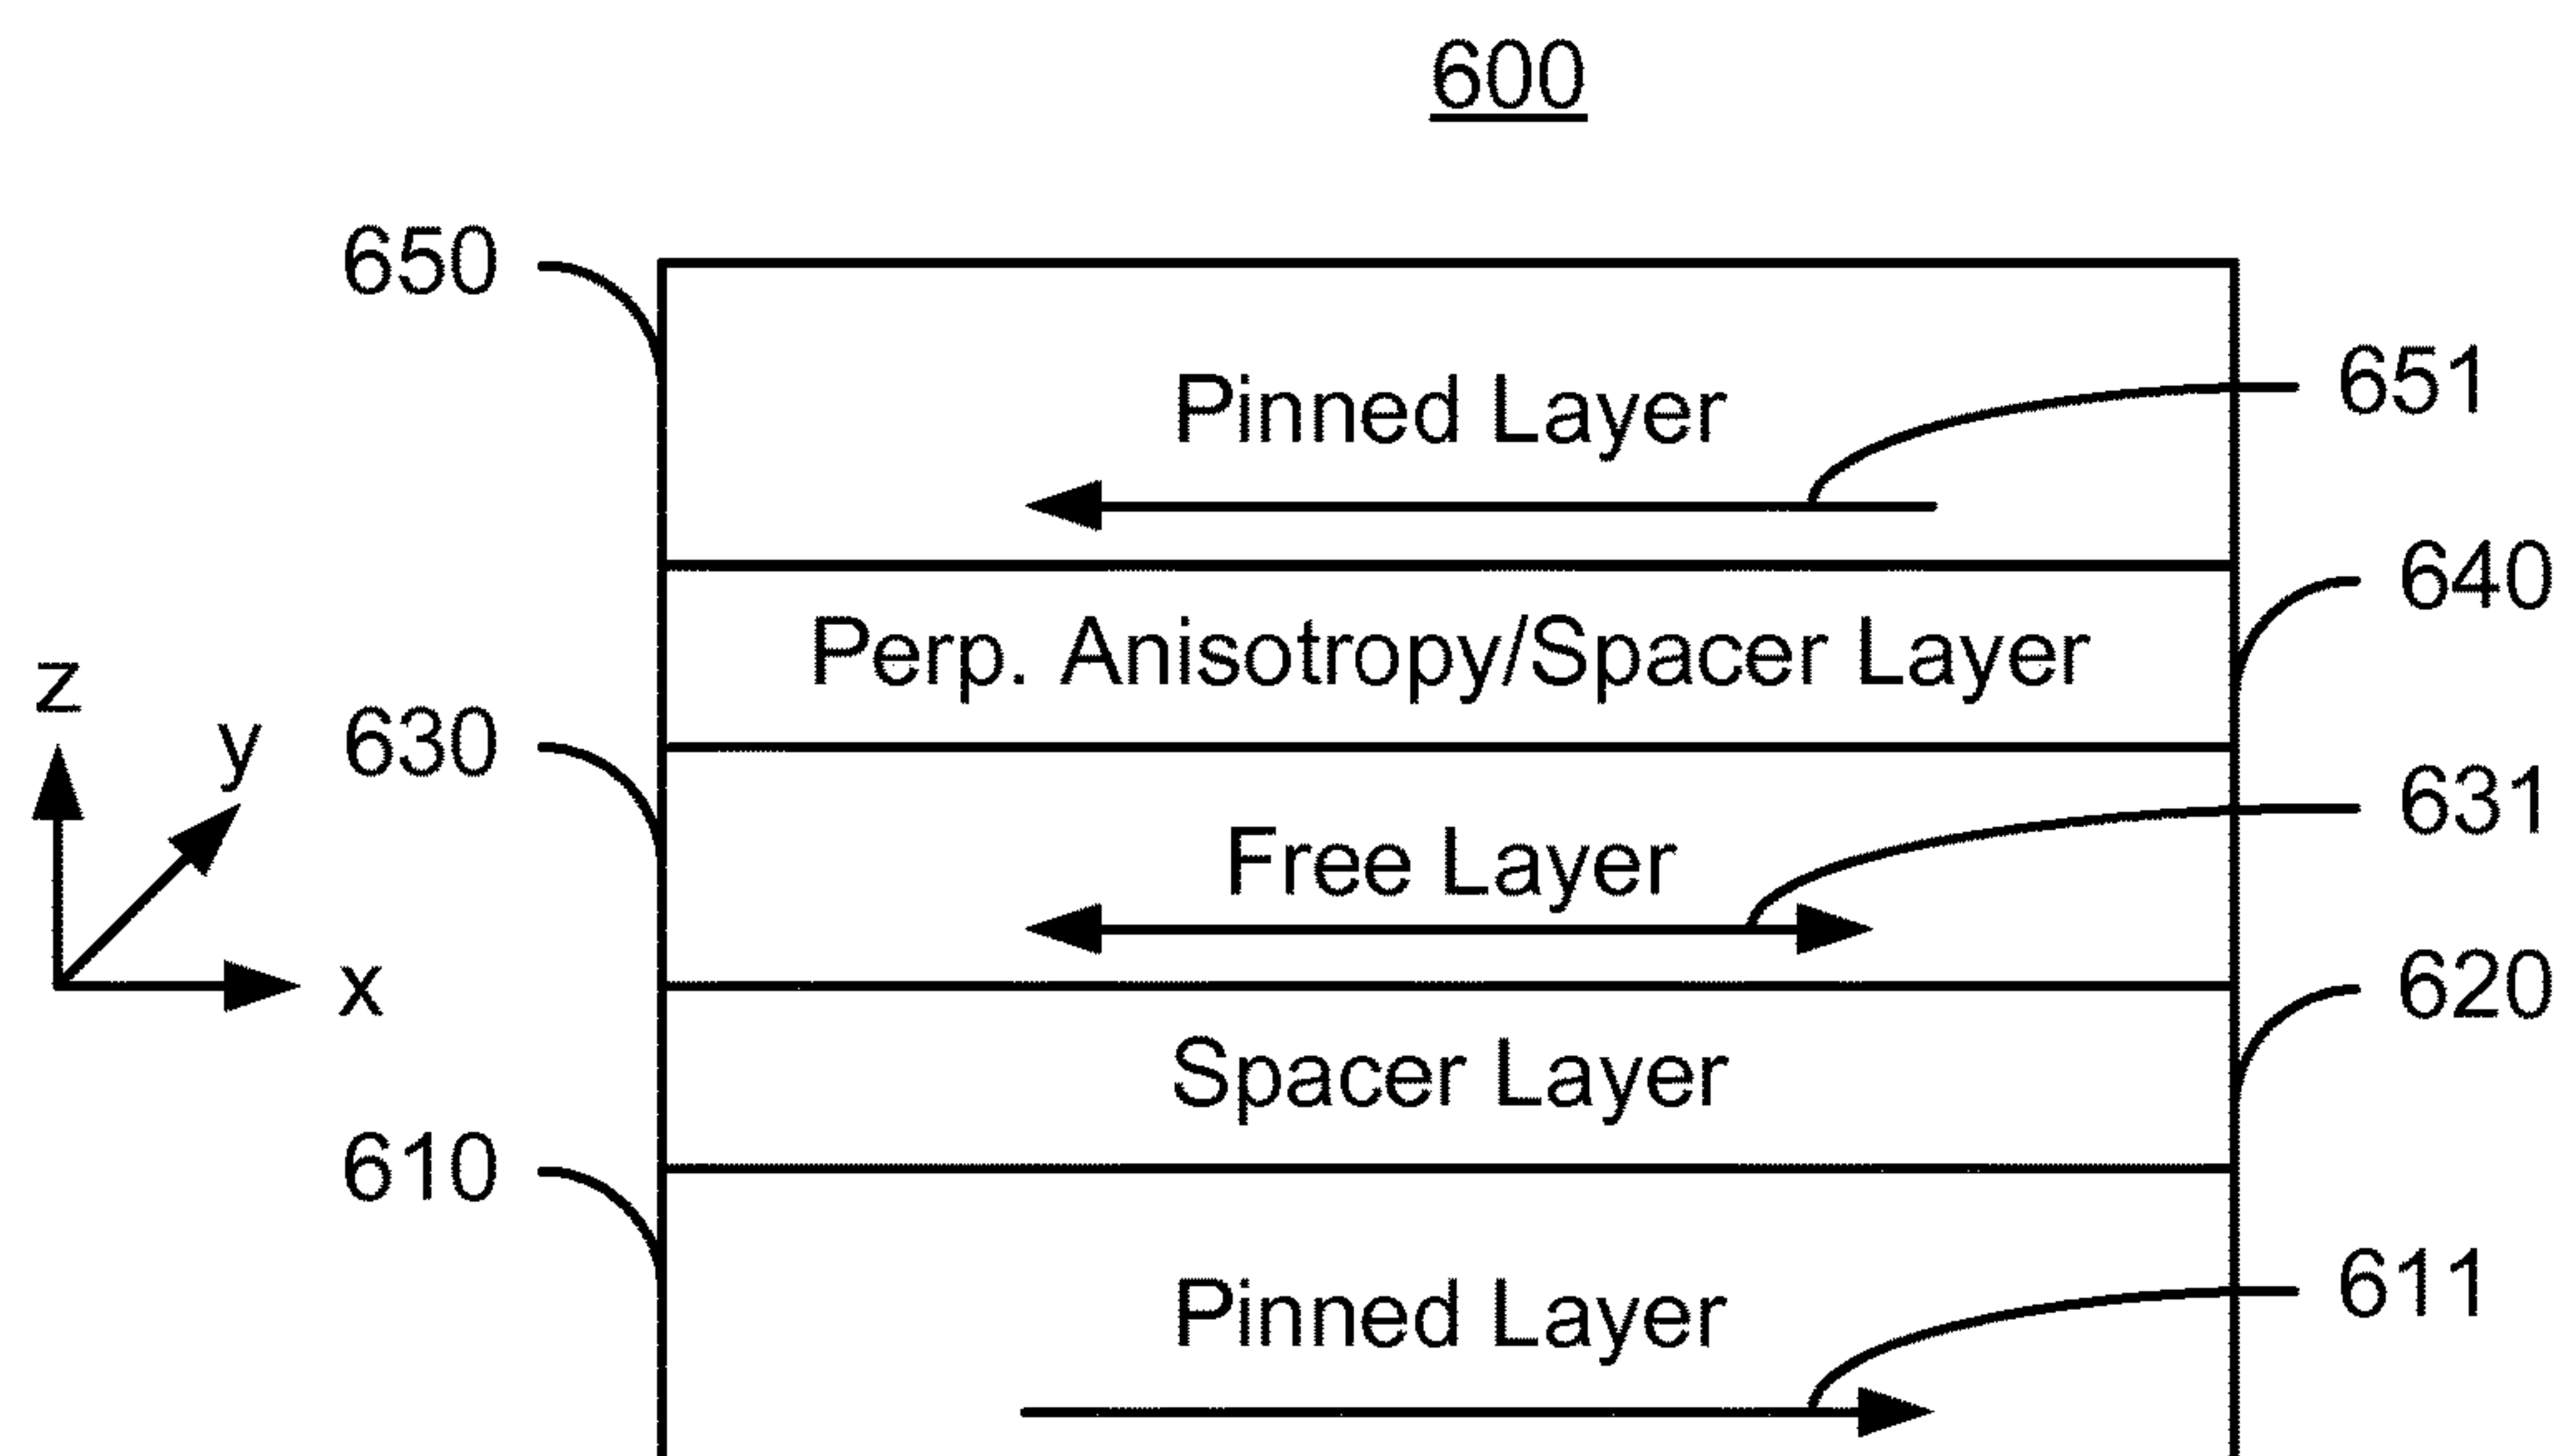 600
650
Pinned Layer
651
640
Perp. Anisotropy/Spacer Layer
z
y
630
631
Free Layer
x
620
Spacer Layer
610
611
Pinned Layer